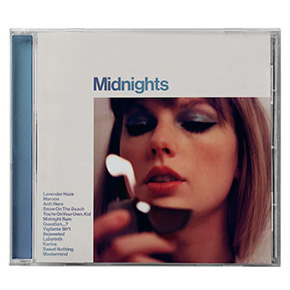 Midnights
Lavender Haze
Maroon
Anti-Hero
Snow On The Beach
You're On Your Own, Kid
Midnight Rain
Question...?
Vigilante Sh*t
Bejeweled
Labyrinth
Karma
Sweet Nothing
Mastermind